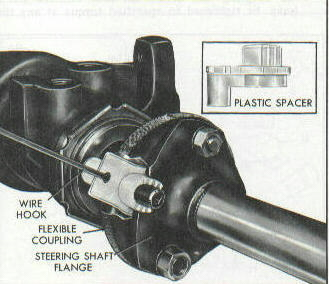 PLASTIC SPACER
WIRE
HOOK
FLEXIBLE
COUPLING
STEERING SHAFT
FLANGE